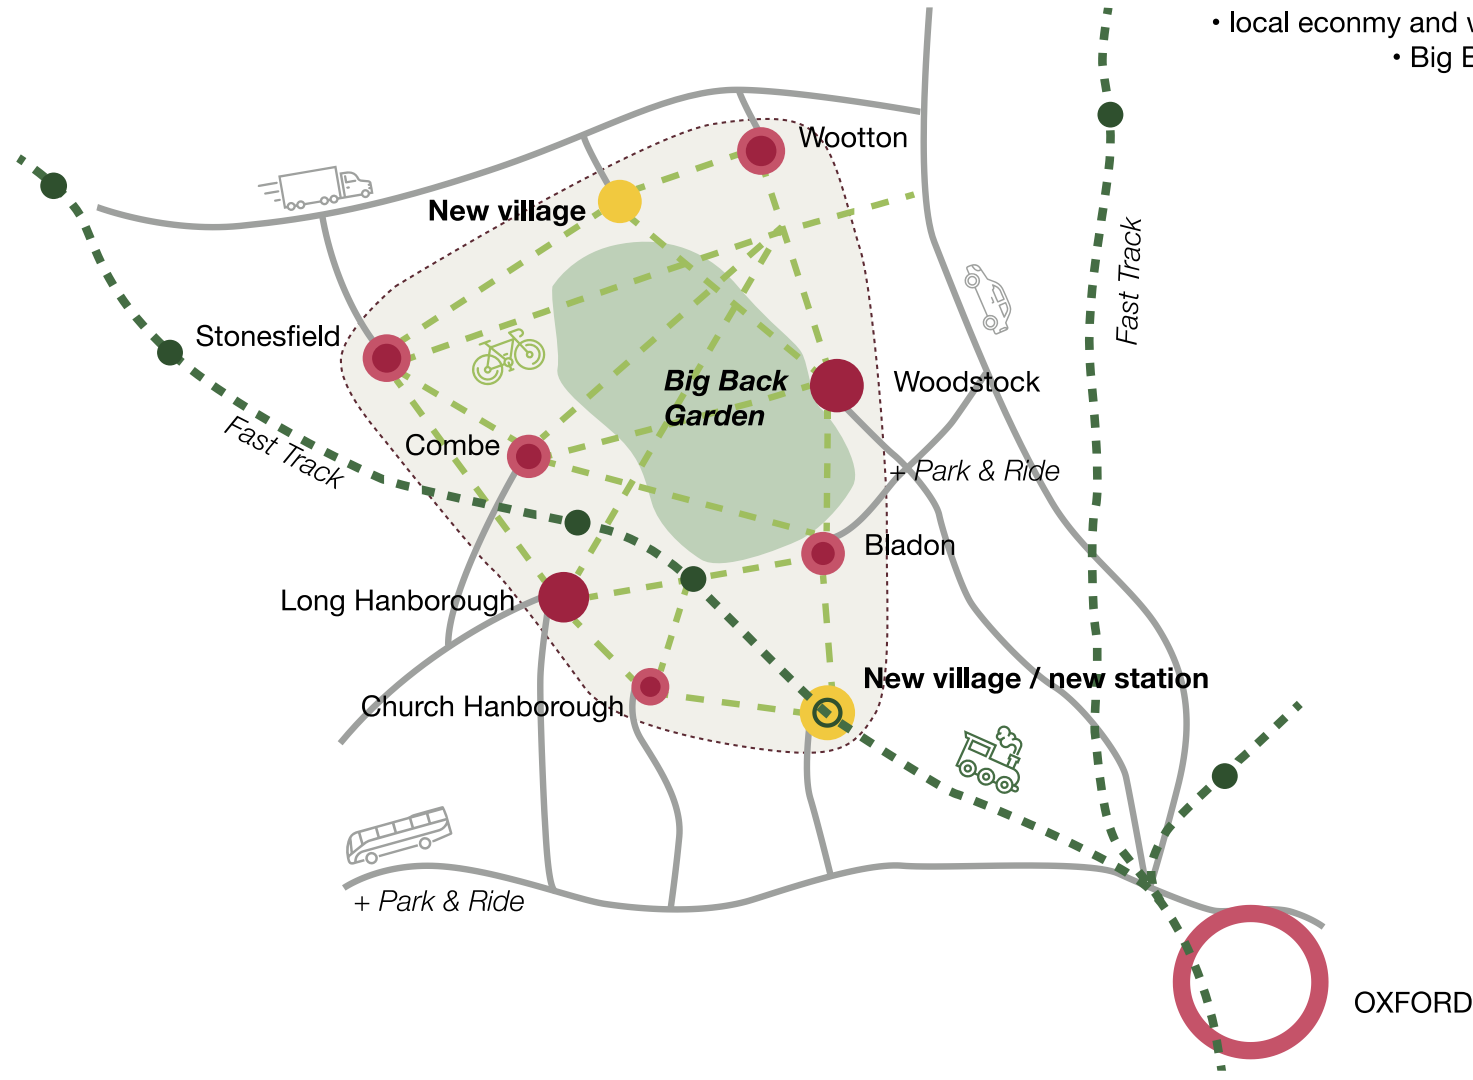 • local econmy and
• Big
Wootton
New village
Fast Track
Stonesfield
Big Back
Garden
Woodstock
Combe
Fast Track
+ Park & Ride
Bladon
Long Hanborough
New village / new station
Church Hanborough
+ Park & Ride
OXFORD